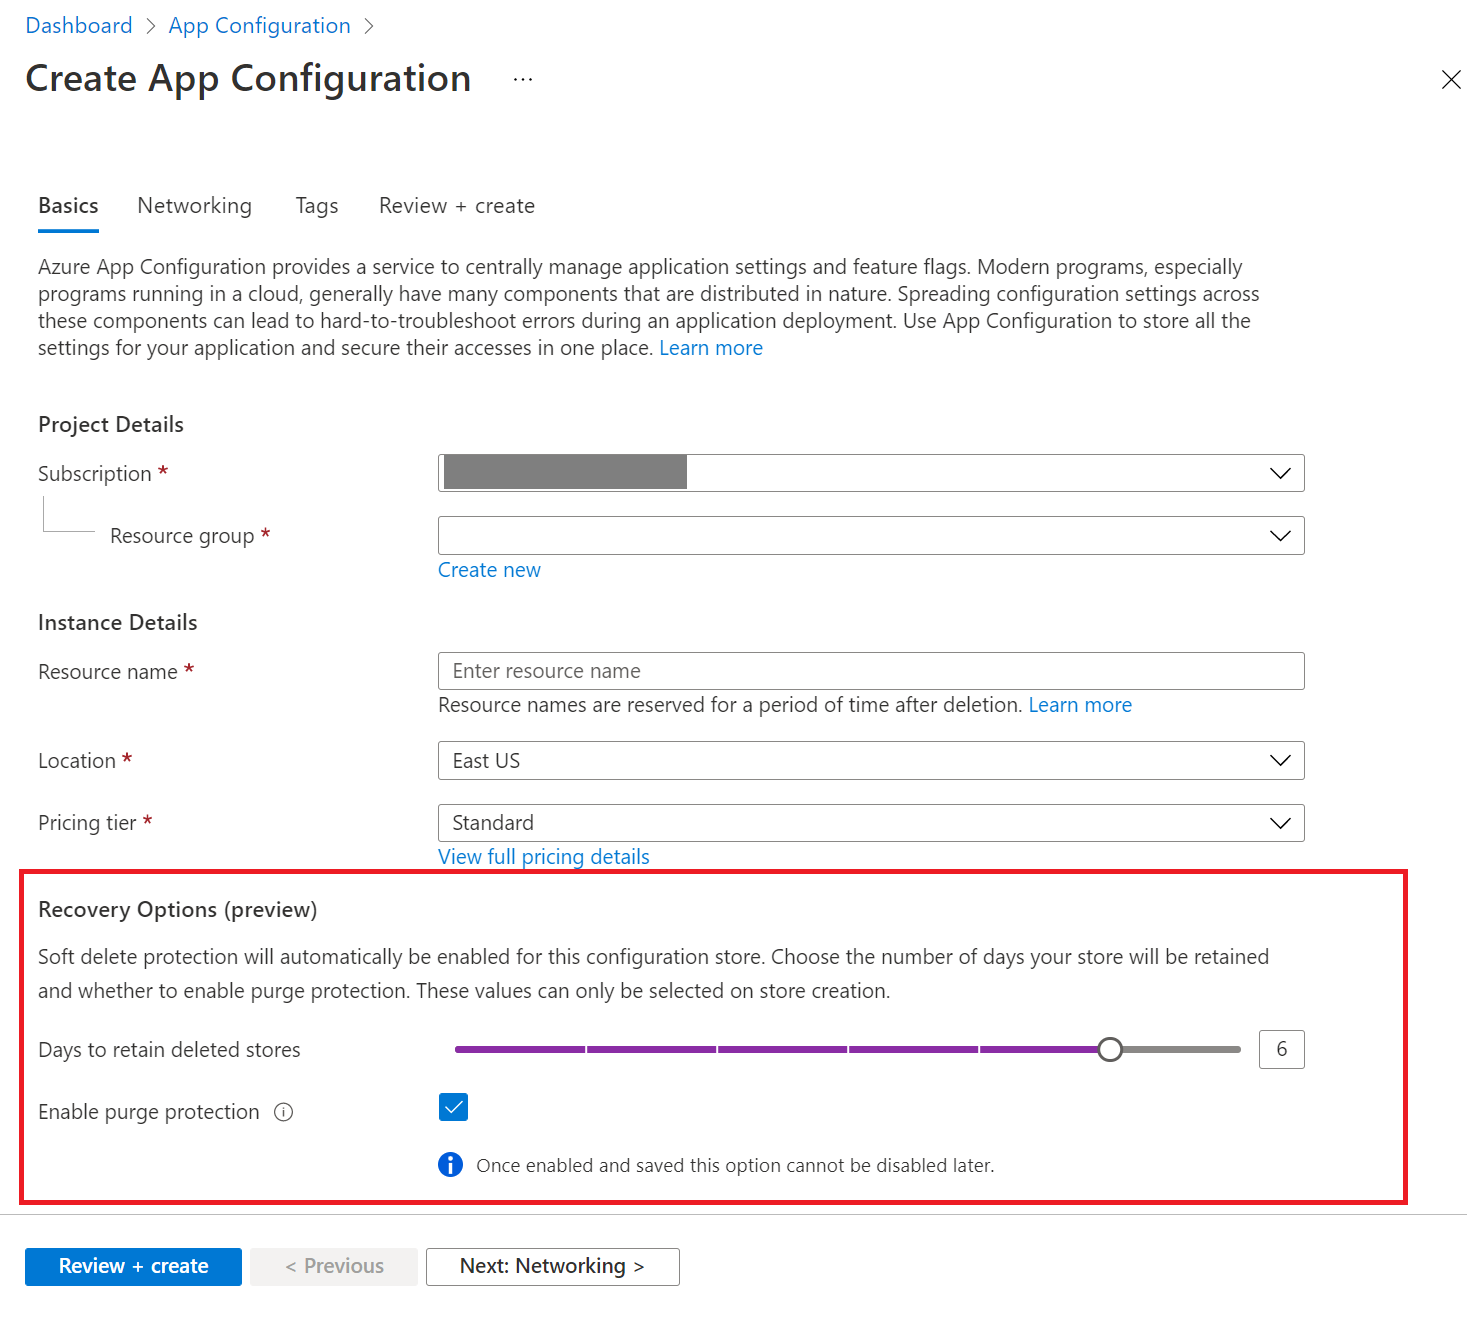 Dashboard > App Configuration >
Create App Configuration ...
Basics Networking Tags Review + create
Azure App Configuration provides a service to centrally manage application settings and feature flags. Modern programs, especially
programs running in a cloud, generally have many components that are distributed in nature. Spreading configuration settings across
these components can lead to hard-to-troubleshoot errors during an application deployment. Use App Configuration to store all the
settings for your application and secure their accesses in one place. Learn more
Project Details
Subscription *
Resource group *
Create new
Instance Details
Resource name * Enter resource name
Resource names are reserved for a period of time after deletion. Learn more
Location * East US
Pricing tier * Standard
View full pricing details
Recovery Options (preview)
Soft delete protection will automatically be enabled for this configuration store. Choose the number of days your store will be retained
and whether to enable purge protection. These values can only be selected on store creation.
Days to retain deleted stores 6
Enable purge protection
Once enabled and saved this option cannot be disabled later.
Review + create < Previous Next: Networking >